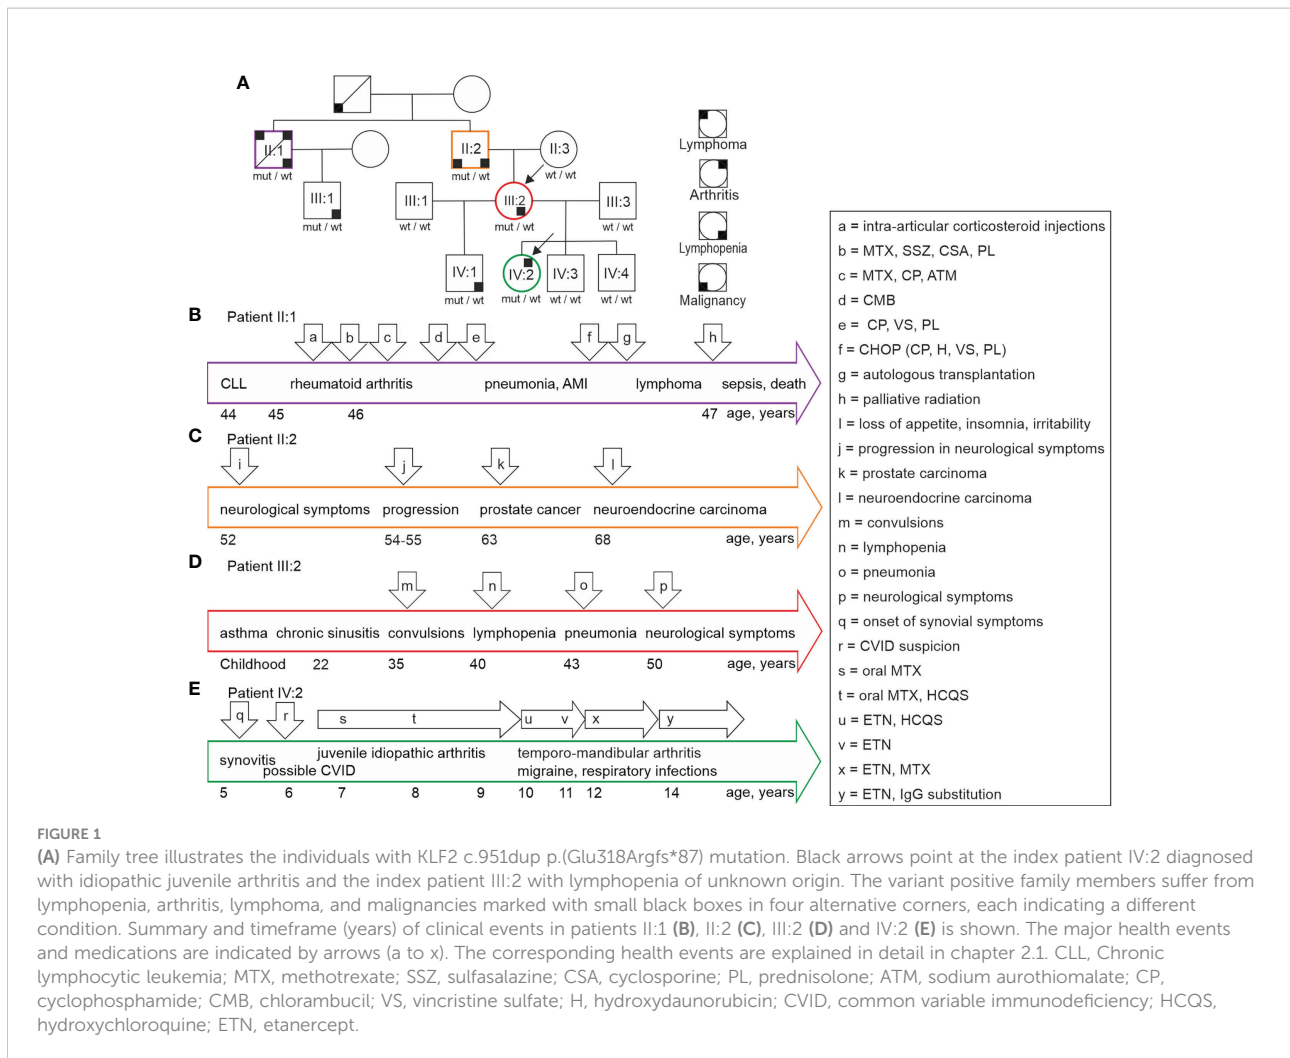 (A)
II:1
mut / wt
II:2
mut / wt
II:3
wt / wt
III:1
mut / wt
III:1
wt / wt
III:2
mut / wt
III:3
wt / wt
IV:1
mut / wt
IV:2
mut / wt
IV:3
wt / wt
IV:4
wt / wt
Lymphoma
Arthritis
Lymphopenia
Malignancy
B Patient II:1
a b c d e f g h
CLL rheumatoid arthritis pneumonia, AMI lymphoma sepsis, death
44 45 46 47 age, years
C Patient II:2
i j k l
neurological symptoms progression prostate cancer neuroendocrine carcinoma
52 54-55 63 68 age, years
D Patient III:2
m n o p
asthma chronic sinusitis convulsions lymphopenia pneumonia neurological symptoms
Childhood 22 35 40 43 50 age, years
E Patient IV:2
q r s t u v x y
synovitis juvenile idiopathic arthritis temporo-mandibular arthritis
possible CVID migraine, respiratory infections
5 6 7 8 9 10 11 12 14 age, years
a = intra-articular corticosteroid injections
b = MTX, SSZ, CSA, PL
c = MTX, CP, ATM
d = CMB
e = CP, VS, PL
f = CHOP (CP, H, VS, PL)
g = autologous transplantation
h = palliative radiation
I = loss of appetite, insomnia, irritability
j = progression in neurological symptoms
k = prostate carcinoma
l = neuroendocrine carcinoma
m = convulsions
n = lymphopenia
o = pneumonia
p = neurological symptoms
q = onset of synovial symptoms
r = CVID suspicion
s = oral MTX
t = oral MTX, HCQS
u = ETN, HCQS
v = ETN
x = ETN, MTX
y = ETN, IgG substitution
FIGURE 1
(A) Family tree illustrates the individuals with KLF2 c.951dup p.(Glu318Argfs*87) mutation. Black arrows point at the index patient IV:2 diagnosed
with idiopathic juvenile arthritis and the index patient III:2 with lymphopenia of unknown origin. The variant positive family members suffer from
lymphopenia, arthritis, lymphoma, and malignancies marked with small black boxes in four alternative corners, each indicating a different
condition. Summary and timeframe (years) of clinical events in patients II:1 (B), II:2 (C), III:2 (D) and IV:2 (E) is shown. The major health events
and medications are indicated by arrows (a to x). The corresponding health events are explained in detail in chapter 2.1. CLL, Chronic
lymphocytic leukemia; MTX, methotrexate; SSZ, sulfasalazine; CSA, cyclosporine; PL, prednisolone; ATM, sodium aurothiomalate; CP,
cyclophosphamide; CMB, chlorambucil; VS, vincristine sulfate; H, hydroxydaunorubicin; CVID, common variable immunodeficiency; HCQS,
hydroxychloroquine; ETN, etanercept.